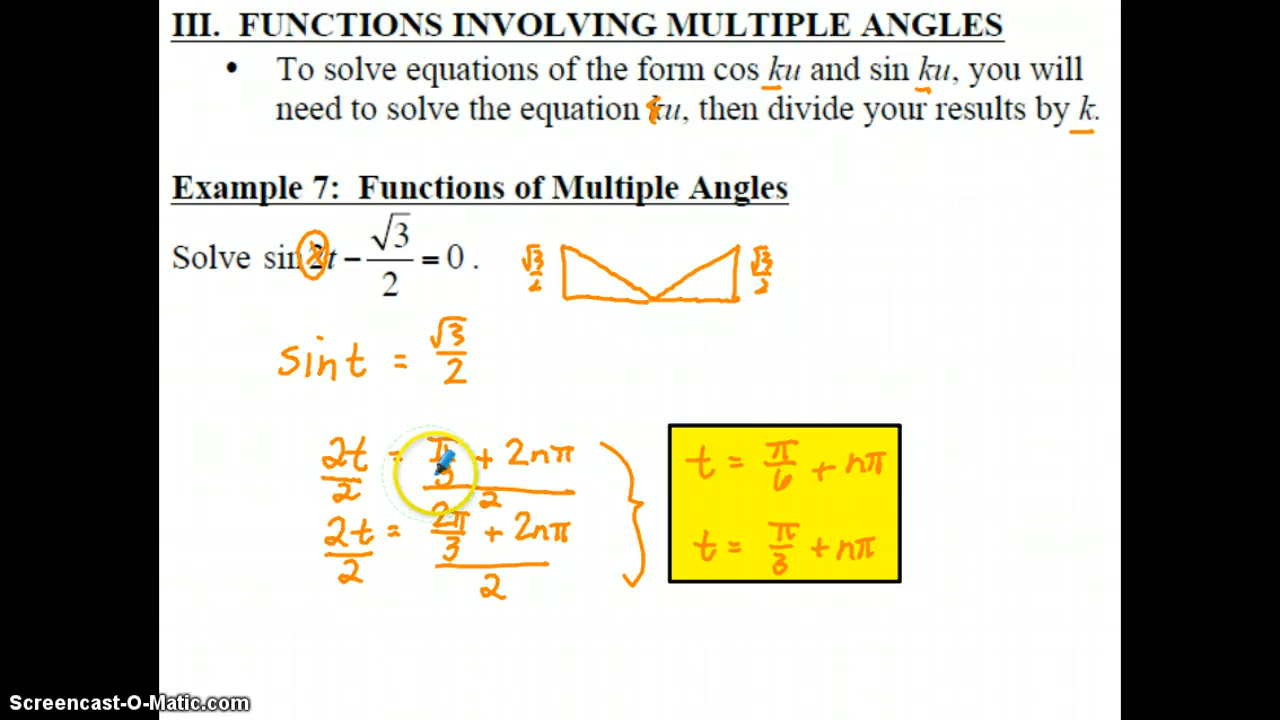 III. FUNCTIONS INVOLVING MULTIPLE ANGLES
• To solve equations of the form cos ku and sin ku, you will
need to solve the equation ku, then divide your results by k.
Example 7: Functions of Multiple Angles
Solve sin 2t − √3/2 = 0.
√3/2 √3/2
sin t = √3/2
2t/2 = (π/3 + 2nπ)/2
2t/2 = (2π/3 + 2nπ)/2
t = π/6 + nπ
t = π/3 + nπ
Screencast-O-Matic.com